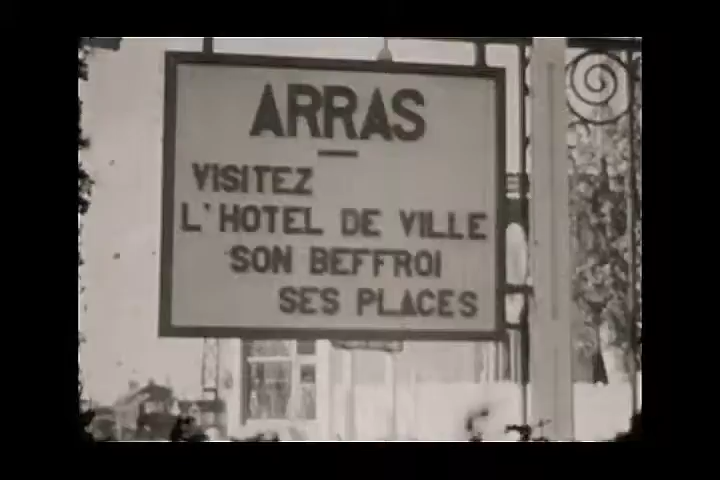 ARRAS
VISITEZ
L'HOTEL DE VILLE
SON BEFFROI
SES PLACES